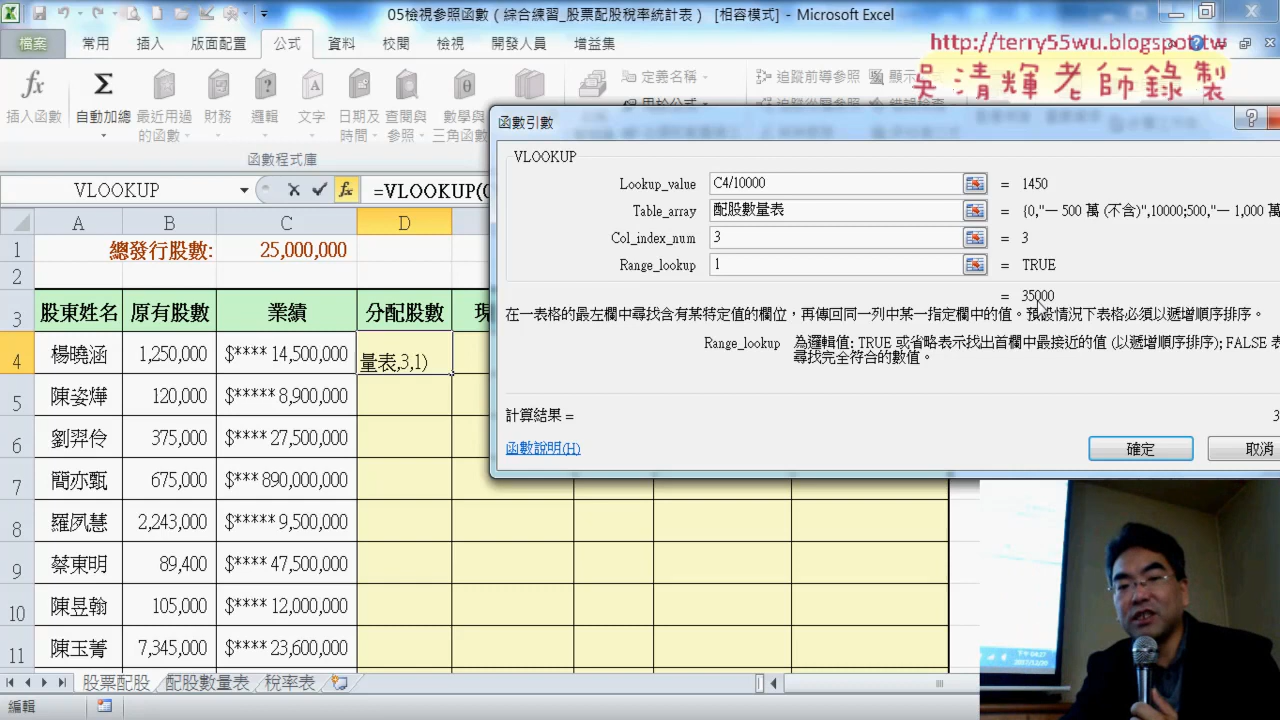 05檢視參照函數(綜合練習_股票配股稅率統計表) [相容模式] - Microsoft Excel
檔案 常用 插入 版面配置 公式 資料 校閱 檢視 開發人員 增益集
http://terry55wu.blogspot.tw
吳清輝老師錄製
插入函數 自動加總 最近用過的函數 財務 邏輯 文字 日期及時間 查閱與參照 數學與三角函數
定義名稱 追蹤前導參照
用於公式
函數程式庫
VLOOKUP =VLOOKUP(
函數引數
VLOOKUP
Lookup_value C4/10000 = 1450
Table_array 配股數量表 = {0,"一 500 萬 (不含)",10000;500,"一 1,000 萬
Col_index_num 3 = 3
Range_lookup 1 = TRUE
= 35000
在一表格的最左欄中尋找含有某特定值的欄位，再傳回同一列中某一指定欄中的值。預設情況下表格必須以遞增順序排序。
Range_lookup 為邏輯值: TRUE 或省略表示找出首欄中最接近的值 (以遞增順序排序); FALSE 表
尋找完全符合的數值。
計算結果 = 3
函數說明(H) 確定 取消
A B C D
1 總發行股數: 25,000,000
2
3 股東姓名 原有股數 業績 分配股數 現
4 楊曉涵 1,250,000 $**** 14,500,000 量表,3,1)
5 陳姿燁 120,000 $***** 8,900,000
6 劉羿伶 375,000 $**** 27,500,000
7 簡亦甄 675,000 $*** 890,000,000
8 羅夙慧 2,243,000 $***** 9,500,000
9 蔡東明 89,400 $**** 47,500,000
10 陳昱翰 105,000 $**** 12,000,000
11 陳玉菁 7,345,000 $**** 23,600,000
股票配股 配股數量表 稅率表
編輯